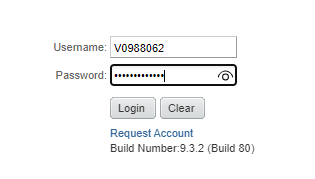 Username: V0988062
Password: •••••••••••••
Login Clear
Request Account
Build Number:9.3.2 (Build 80)